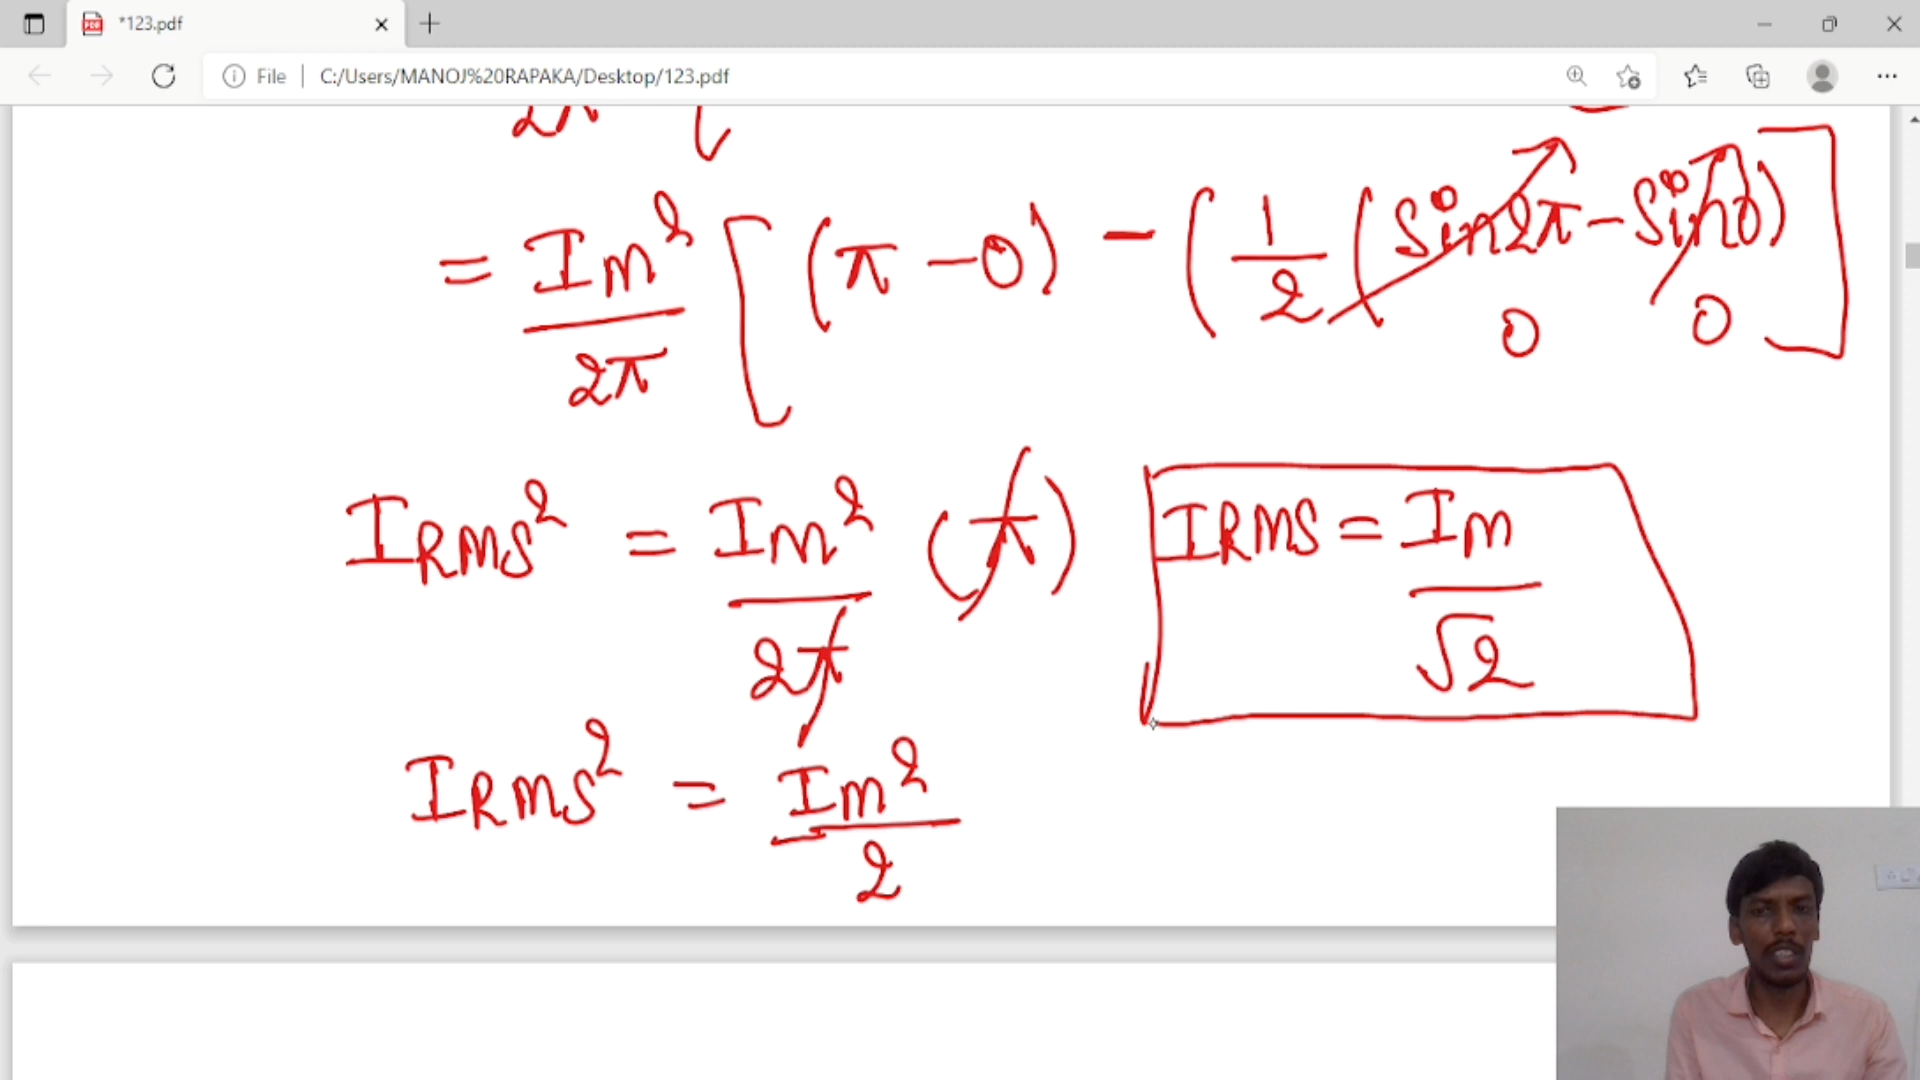 *123.pdf
File | C:/Users/MANOJ%20RAPAKA/Desktop/123.pdf
2π [
= Im² / 2π [ (π - 0) - ( 1/2 ( Sin2π - Sin0 ) ]
0 0
IRMS² = Im² / 2π (π)
IRMS = Im / √2
IRMS² = Im² / 2